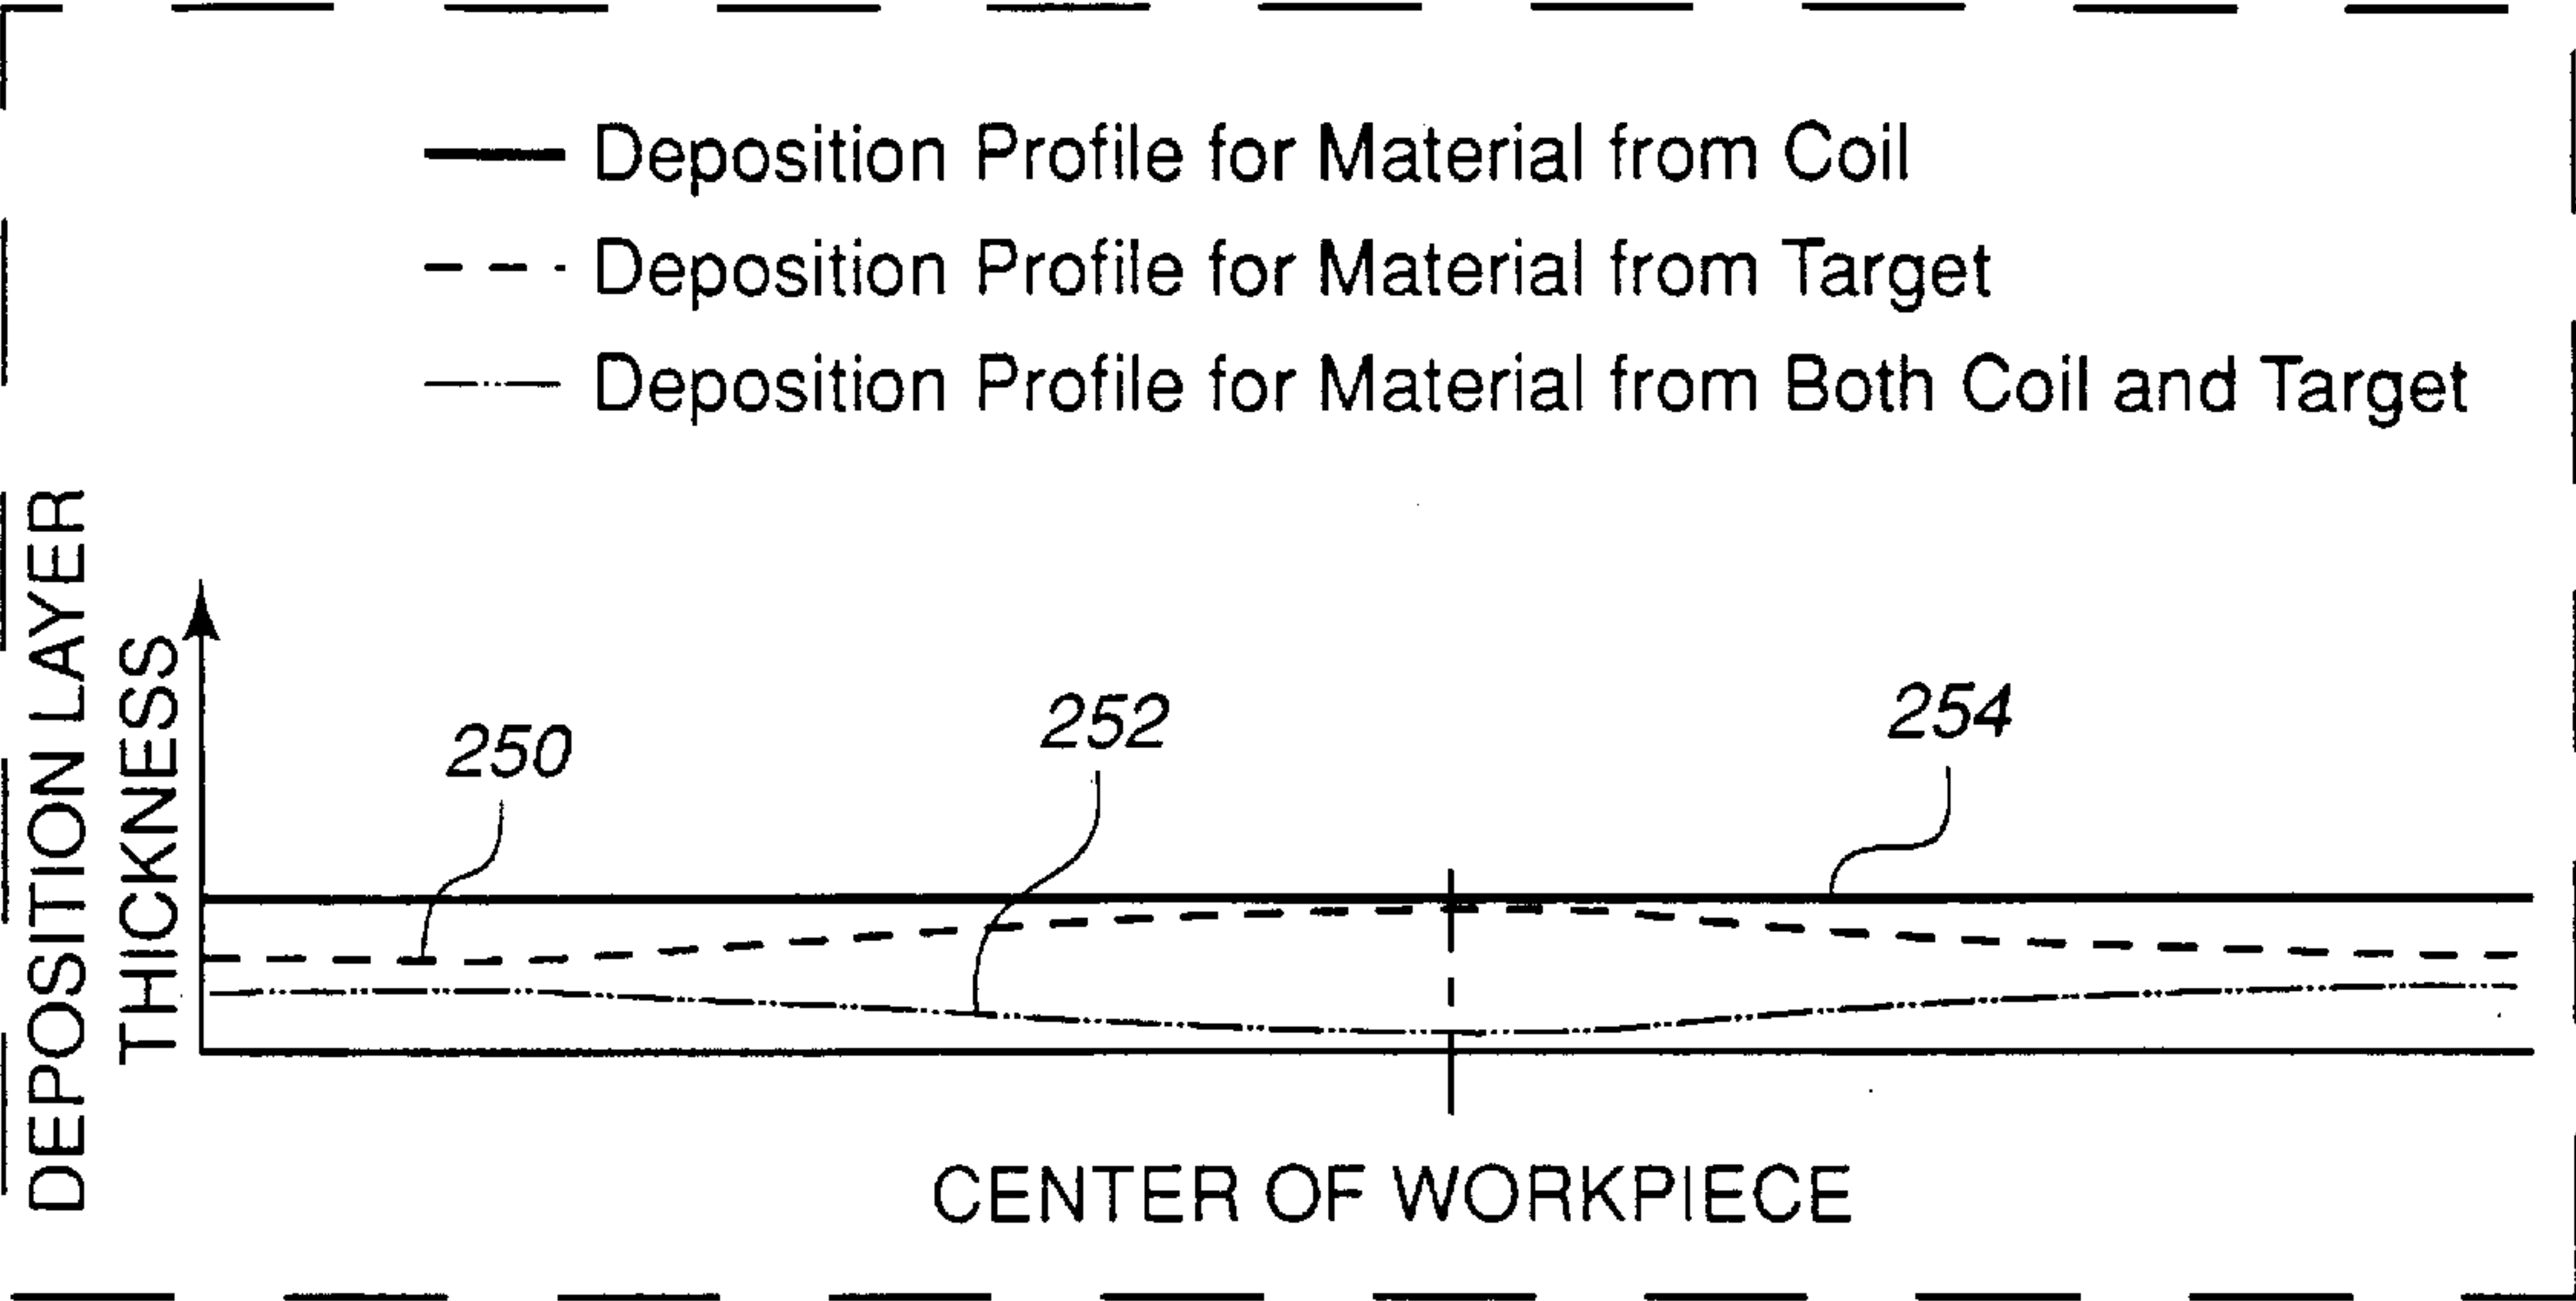 Deposition Profile for Material from Coil
Deposition Profile for Material from Target
Deposition Profile for Material from Both Coil and Target
DEPOSITION LAYER
THICKNESS
250
252
254
CENTER OF WORKPIECE